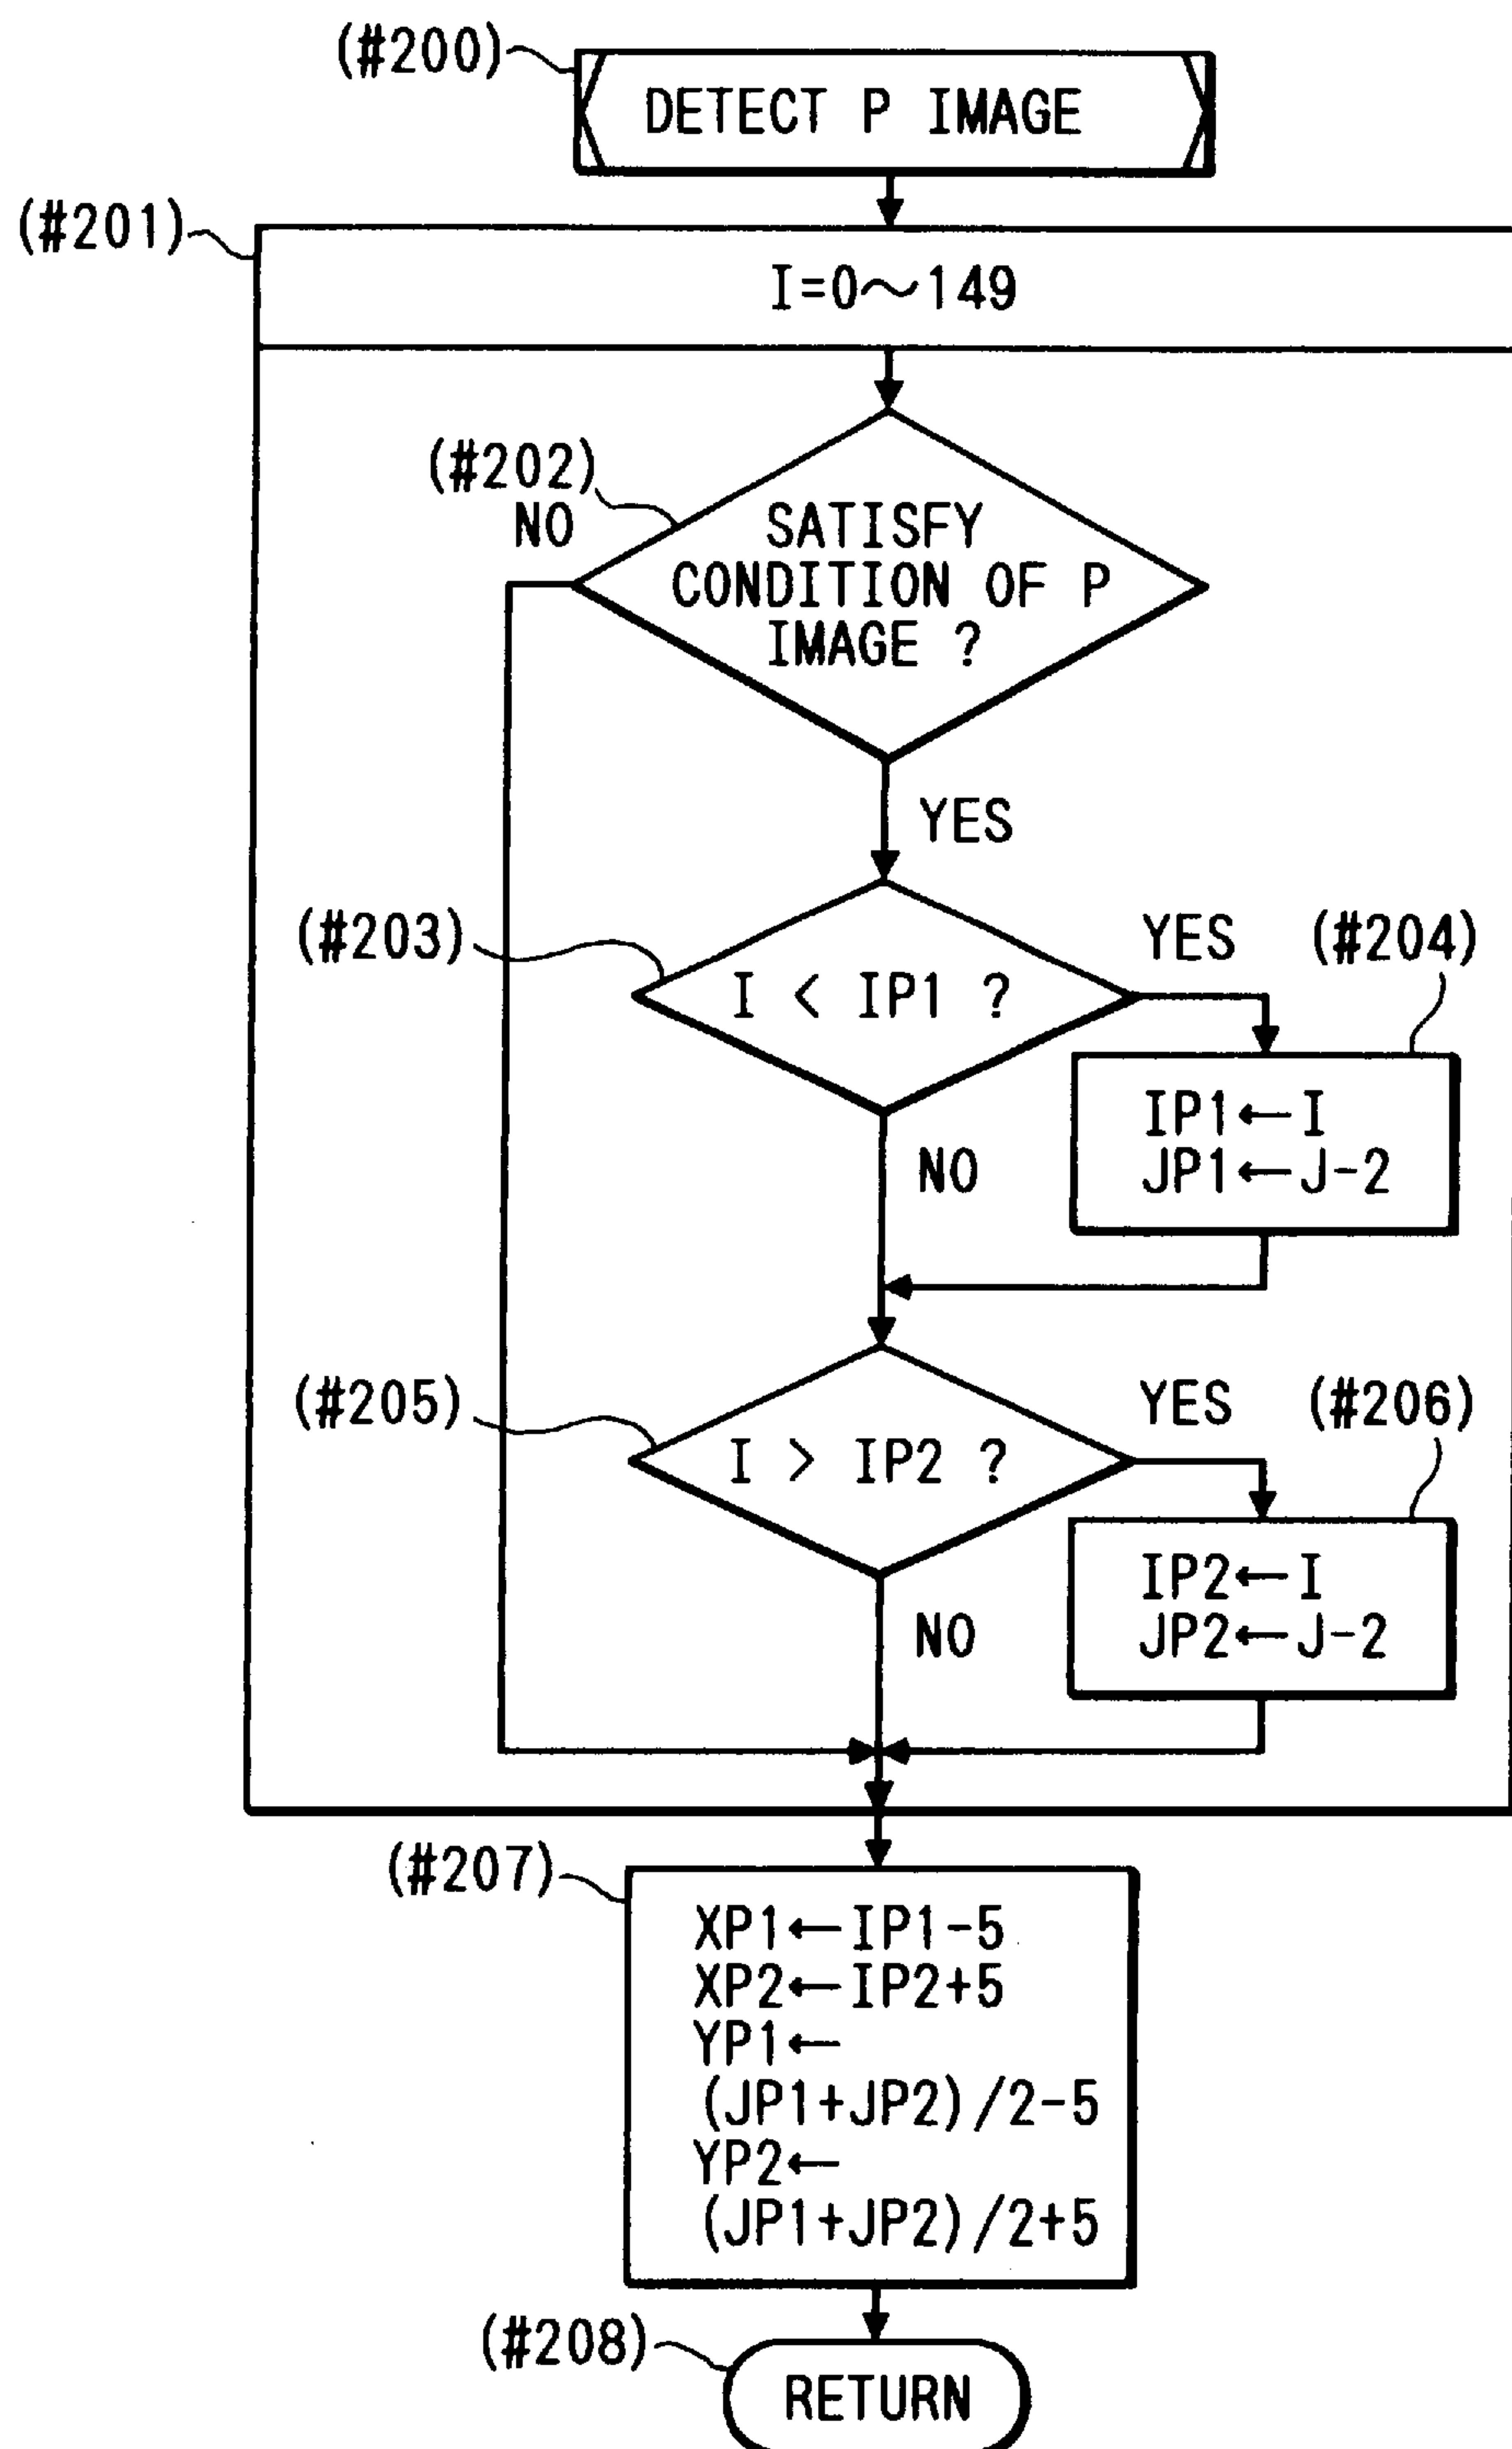 (#200)
DETECT P IMAGE
(#201)
I=0～149
(#202)
NO
SATISFY
CONDITION OF P
IMAGE ?
YES
(#203)
I < IP1 ?
YES
(#204)
IP1←I
JP1←J-2
NO
(#205)
I > IP2 ?
YES
(#206)
IP2←I
JP2←J-2
NO
(#207)
XP1←IP1-5
XP2←IP2+5
YP1←
(JP1+JP2)/2-5
YP2←
(JP1+JP2)/2+5
(#208)
RETURN